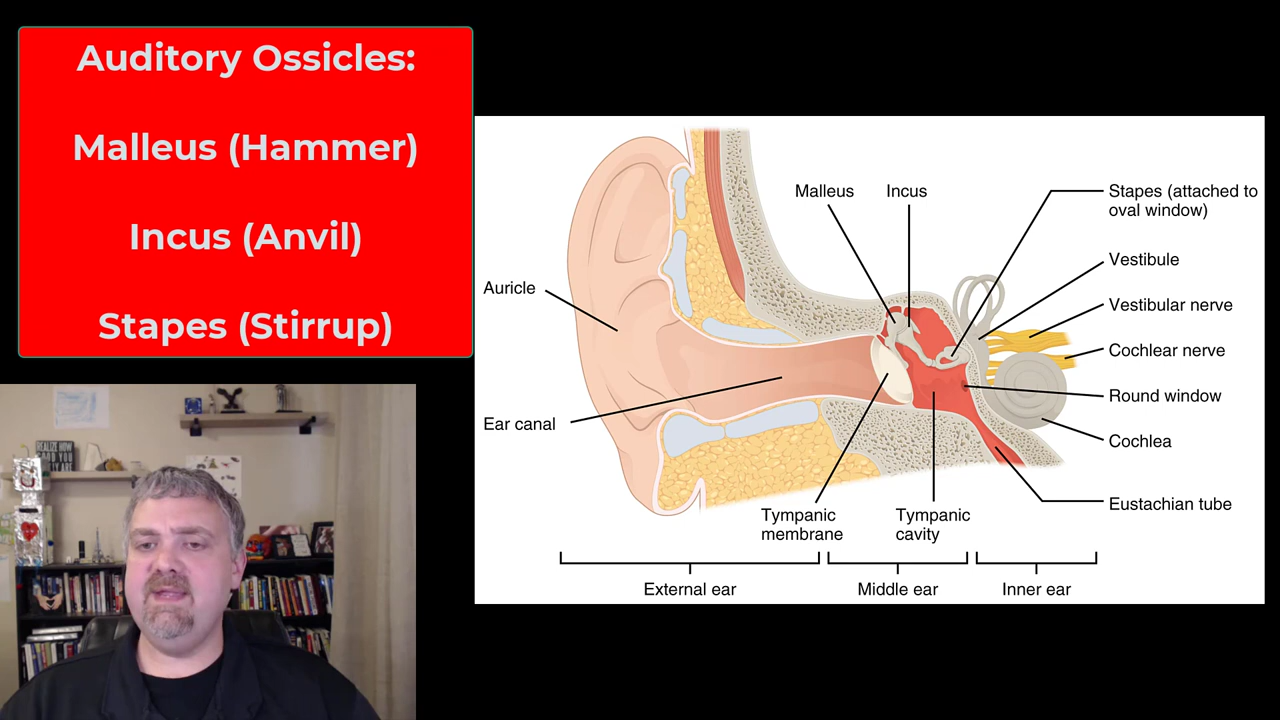 Auditory Ossicles:
Malleus (Hammer)
Incus (Anvil)
Stapes (Stirrup)
Malleus
Incus
Stapes (attached to
oval window)
Vestibule
Vestibular nerve
Cochlear nerve
Round window
Cochlea
Eustachian tube
Auricle
Ear canal
Tympanic
membrane
Tympanic
cavity
External ear
Middle ear
Inner ear
REALIZE HOW